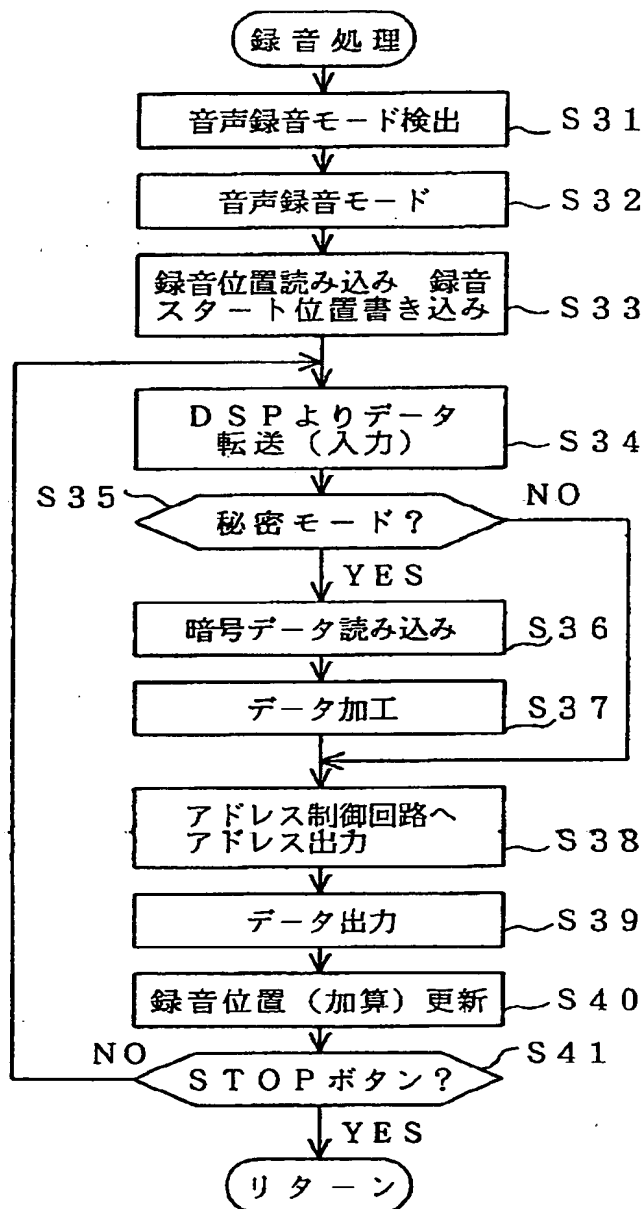 録音処理
音声録音モード検出
S31
音声録音モード
S32
録音位置読み込み 録音
スタート位置書き込み
S33
DSPよりデータ
転送(入力)
S34
S35
秘密モード?
NO
YES
暗号データ読み込み
S36
データ加工
S37
アドレス制御回路へ
アドレス出力
S38
データ出力
S39
録音位置(加算)更新
S40
NO
STOPボタン?
S41
YES
リターン